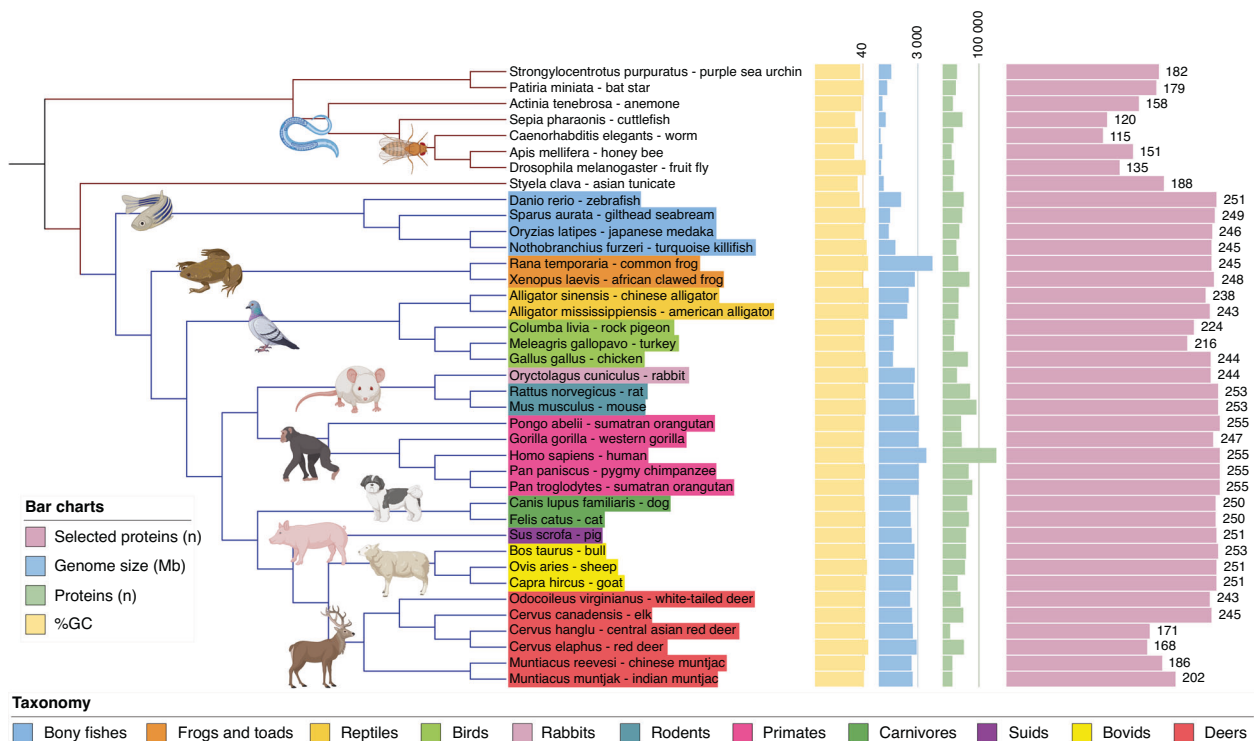 40
3 000
100 000
Strongylocentrotus purpuratus - purple sea urchin 182
Patiria miniata - bat star 179
Actinia tenebrosa - anemone 158
Sepia pharaonis - cuttlefish 120
Caenorhabditis elegans - worm 115
Apis mellifera - honey bee 151
Drosophila melanogaster - fruit fly 135
Styela clava - asian tunicate 188
Danio rerio - zebrafish 251
Sparus aurata - gilthead seabream 249
Oryzias latipes - japanese medaka 246
Nothobranchius furzeri - turquoise killifish 245
Rana temporaria - common frog 245
Xenopus laevis - african clawed frog 248
Alligator sinensis - chinese alligator 238
Alligator mississippiensis - american alligator 243
Columba livia - rock pigeon 224
Meleagris gallopavo - turkey 216
Gallus gallus - chicken 244
Oryctolagus cuniculus - rabbit 244
Rattus norvegicus - rat 253
Mus musculus - mouse 253
Pongo abelii - sumatran orangutan 255
Gorilla gorilla - western gorilla 247
Homo sapiens - human 255
Pan paniscus - pygmy chimpanzee 255
Pan troglodytes - sumatran orangutan 255
Canis lupus familiaris - dog 250
Felis catus - cat 250
Sus scrofa - pig 251
Bos taurus - bull 253
Ovis aries - sheep 251
Capra hircus - goat 251
Odocoileus virginianus - white-tailed deer 243
Cervus canadensis - elk 245
Cervus hanglu - central asian red deer 171
Cervus elaphus - red deer 168
Muntiacus reevesi - chinese muntjac 186
Muntiacus muntjak - indian muntjac 202
Bar charts
Selected proteins (n)
Genome size (Mb)
Proteins (n)
%GC
Taxonomy
Bony fishes Frogs and toads Reptiles Birds Rabbits Rodents Primates Carnivores Suids Bovids Deers